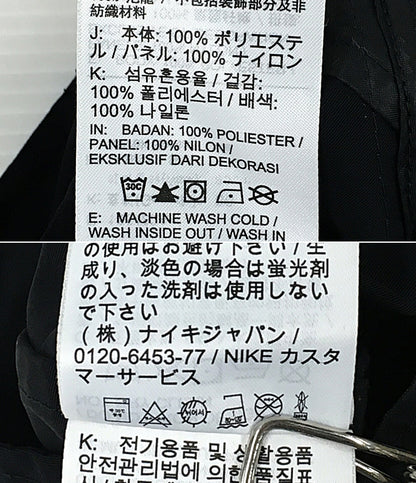 紡織材料
J: 本体: 100% ポリエステ
ル / パネル: 100% ナイロン
K: 섬유혼용율 / 겉감:
100% 폴리에스터 / 배색:
100% 나일론
IN: BADAN: 100% POLIESTER /
PANEL: 100% NILON /
EKSKLUSIF DARI DEKORASI
30C
E: MACHINE WASH COLD /
WASH INSIDE OUT / WASH IN
の使用はお避け下さい / 生
成り、淡色の場合は蛍光剤
の入った洗剤は使用しない
で下さい
(株) ナイキジャパン /
0120-6453-77 / NIKE カスタ
マーサービス
K: 전기용품 및 생활용품
안전관리법에 의한 품질표